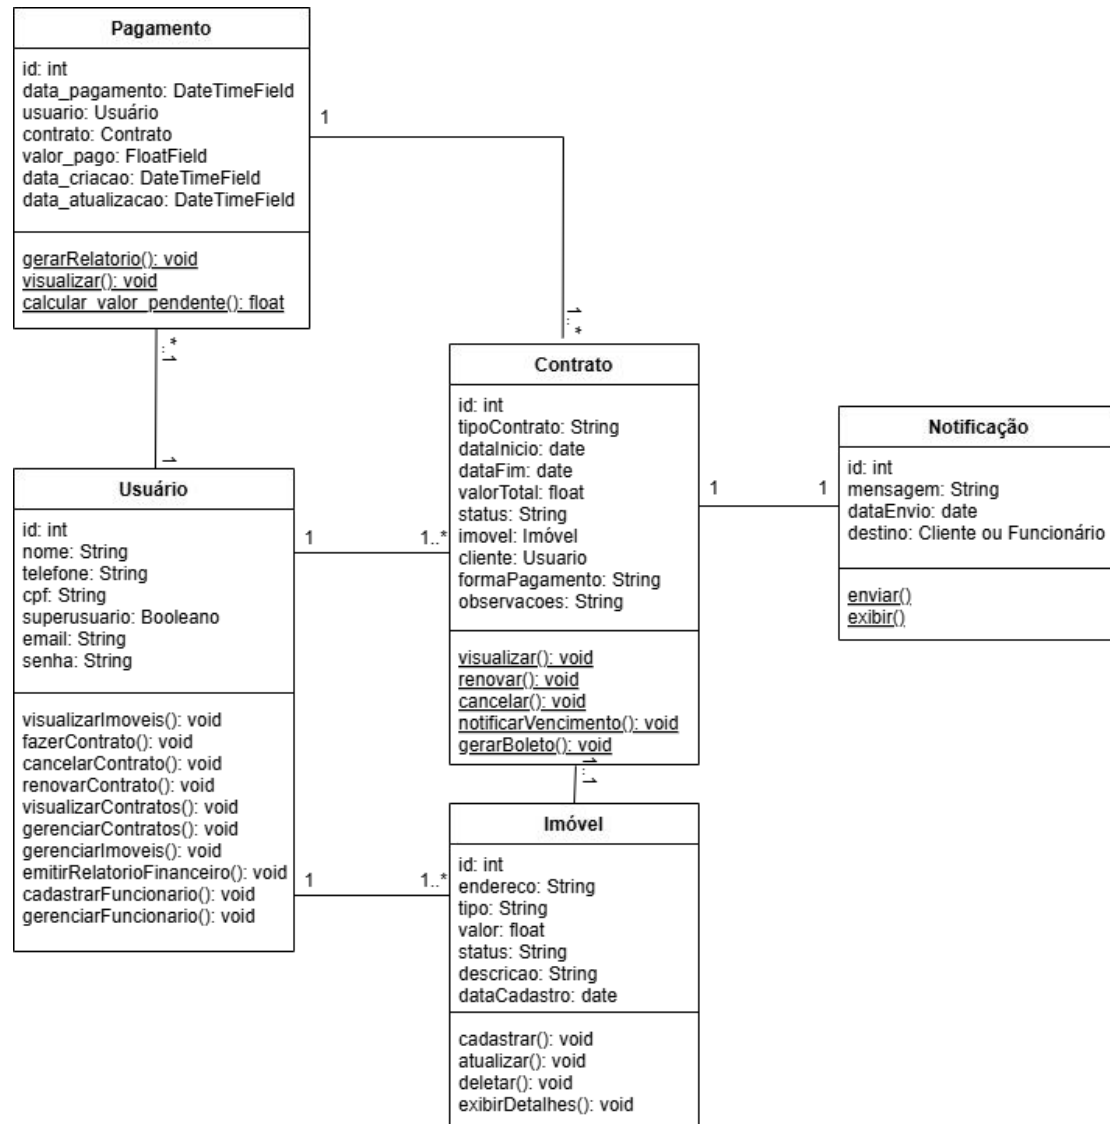 Pagamento
id: int
data_pagamento: DateTimeField
usuario: Usuário
contrato: Contrato
valor_pago: FloatField
data_criacao: DateTimeField
data_atualizacao: DateTimeField
gerarRelatorio(): void
visualizar(): void
calcular_valor_pendente(): float
1
1..*
1..*
1
Usuário
id: int
nome: String
telefone: String
cpf: String
superusuario: Booleano
email: String
senha: String
visualizarImoveis(): void
fazerContrato(): void
cancelarContrato(): void
renovarContrato(): void
visualizarContratos(): void
gerenciarContratos(): void
gerenciarImoveis(): void
emitirRelatorioFinanceiro(): void
cadastrarFuncionario(): void
gerenciarFuncionario(): void
1
1..*
1
1..*
Contrato
id: int
tipoContrato: String
dataInicio: date
dataFim: date
valorTotal: float
status: String
imovel: Imóvel
cliente: Usuario
formaPagamento: String
observacoes: String
visualizar(): void
renovar(): void
cancelar(): void
notificarVencimento(): void
gerarBoleto(): void
1..1
1
1
Notificação
id: int
mensagem: String
dataEnvio: date
destino: Cliente ou Funcionário
enviar()
exibir()
Imóvel
id: int
endereco: String
tipo: String
valor: float
status: String
descricao: String
dataCadastro: date
cadastrar(): void
atualizar(): void
deletar(): void
exibirDetalhes(): void